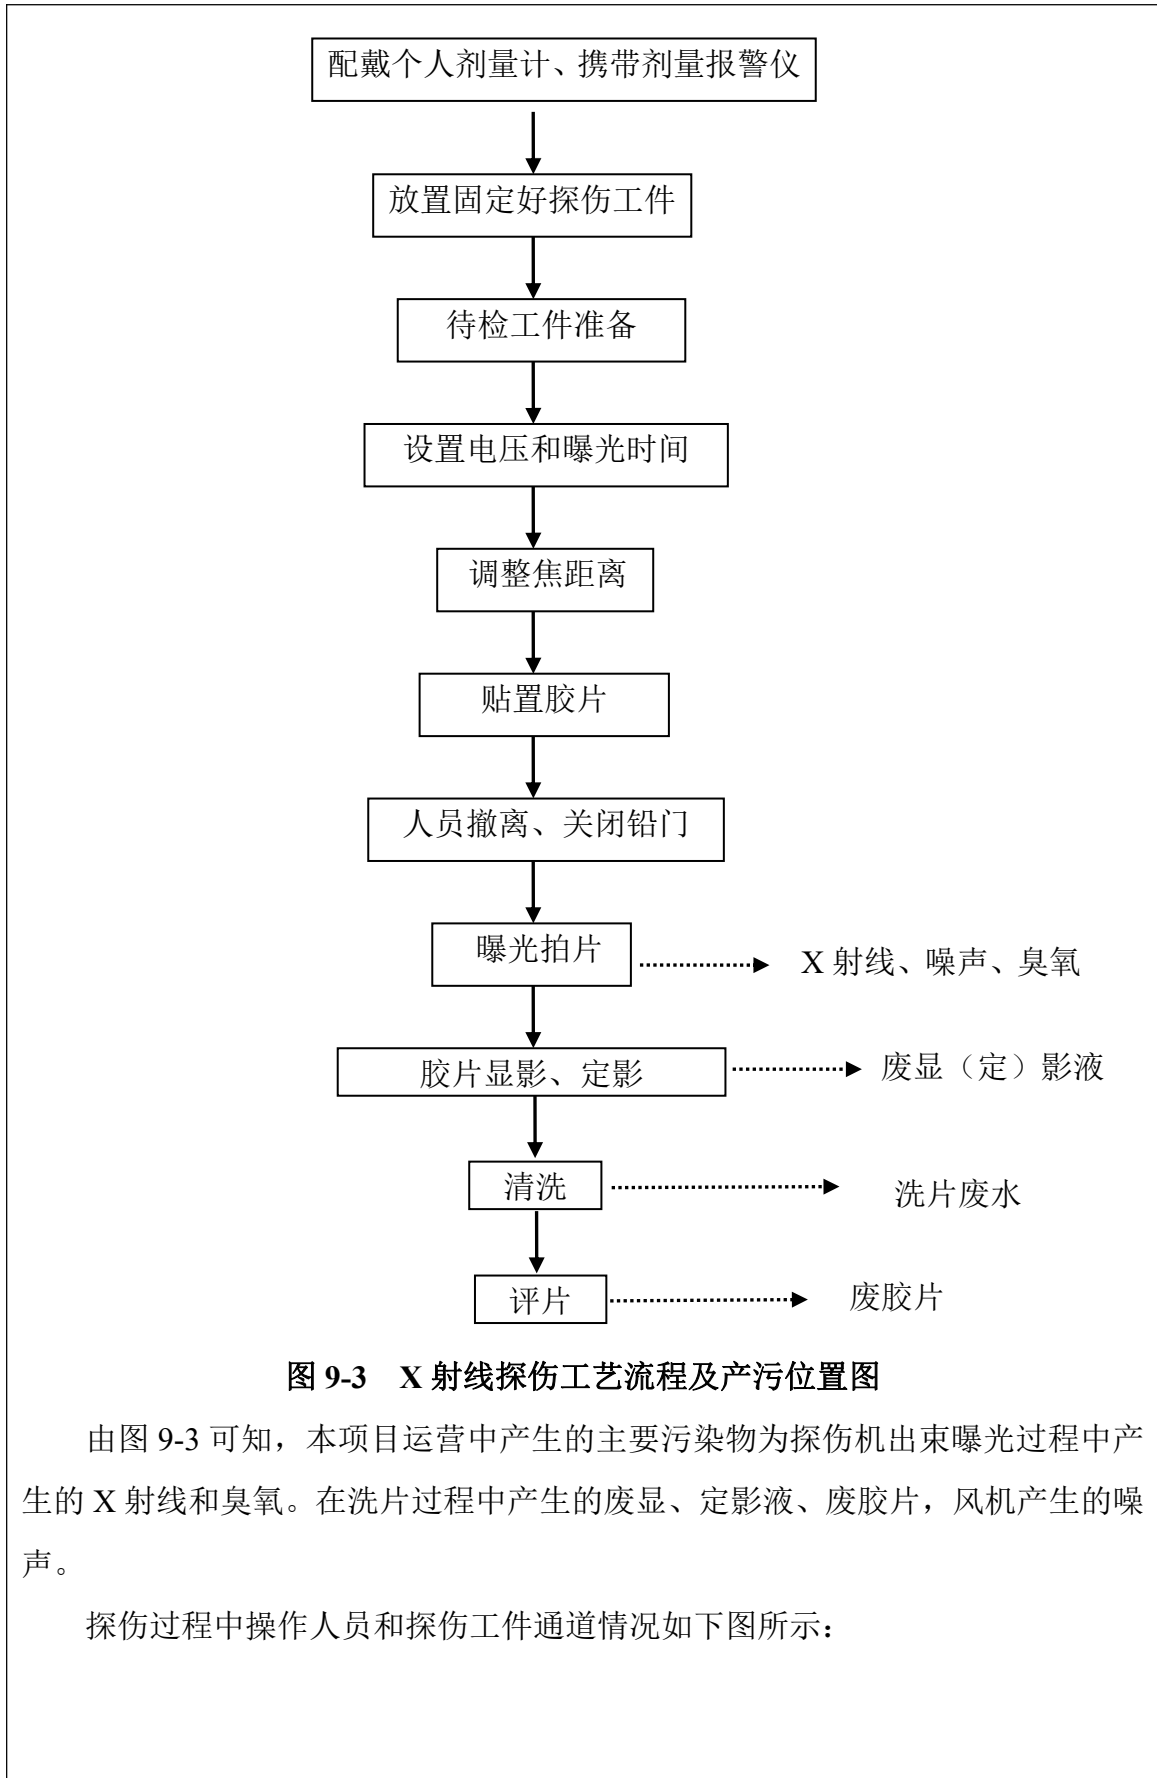 配戴个人剂量计、携带剂量报警仪
放置固定好探伤工件
待检工件准备
设置电压和曝光时间
调整焦距离
贴置胶片
人员撤离、关闭铅门
曝光拍片
X 射线、噪声、臭氧
胶片显影、定影
废显（定）影液
清洗
洗片废水
评片
废胶片
图 9-3 X 射线探伤工艺流程及产污位置图
由图 9-3 可知，本项目运营中产生的主要污染物为探伤机出束曝光过程中产
生的 X 射线和臭氧。在洗片过程中产生的废显、定影液、废胶片，风机产生的噪
声。
探伤过程中操作人员和探伤工件通道情况如下图所示：